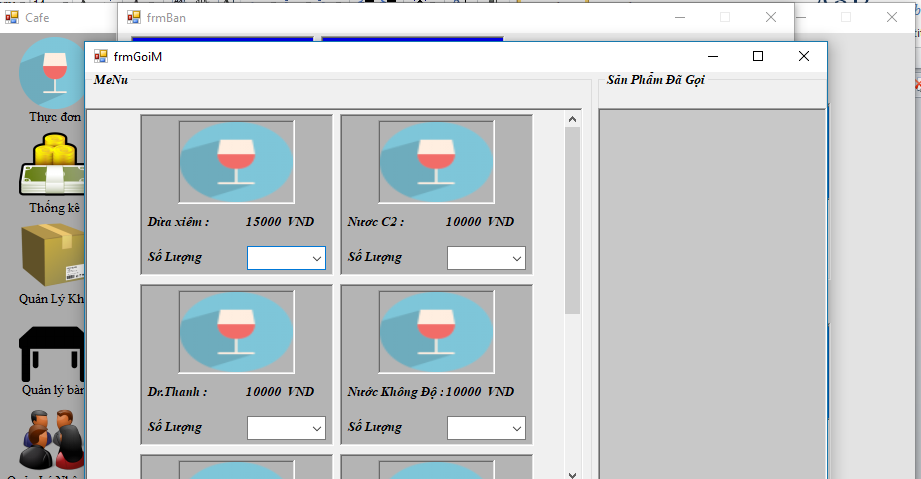 Cafe
frmBan
frmGoiM
Thực đơn
Thống kê
Quản Lý Kh
Quản lý bàn
MeNu
Dừa xiêm : 15000 VND
Số Lượng
Nước C2 : 10000 VND
Số Lượng
Dr.Thanh : 10000 VND
Số Lượng
Nước Không Độ : 10000 VND
Số Lượng
Sản Phẩm Đã Gọi